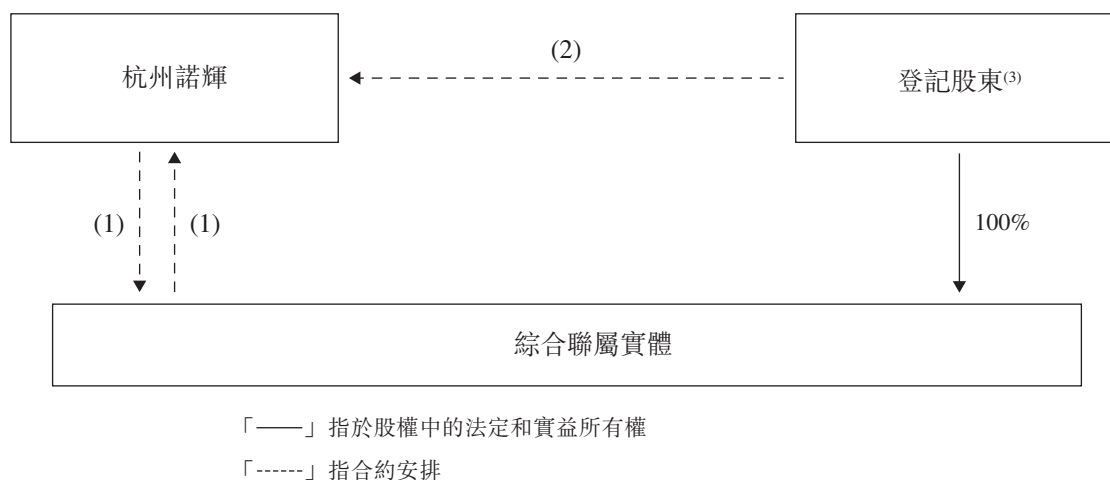 (2)
杭州諾輝
登記股東(3)
(1)
(1)
100%
綜合聯屬實體
「——」指於股權中的法定和實益所有權
「------」指合約安排